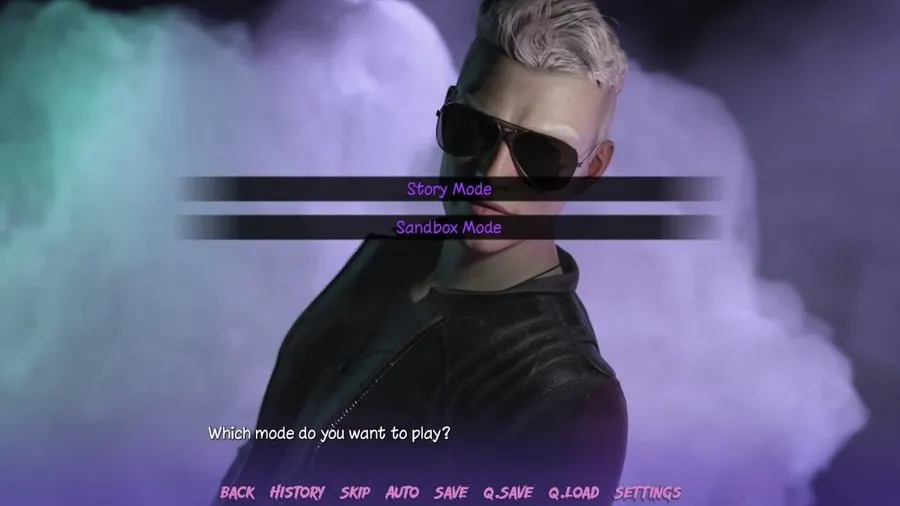 Story Mode
Sandbox Mode
Which mode do you want to play?
BACK HISTORY SKIP AUTO SAVE Q.SAVE Q.LOAD SETTINGS